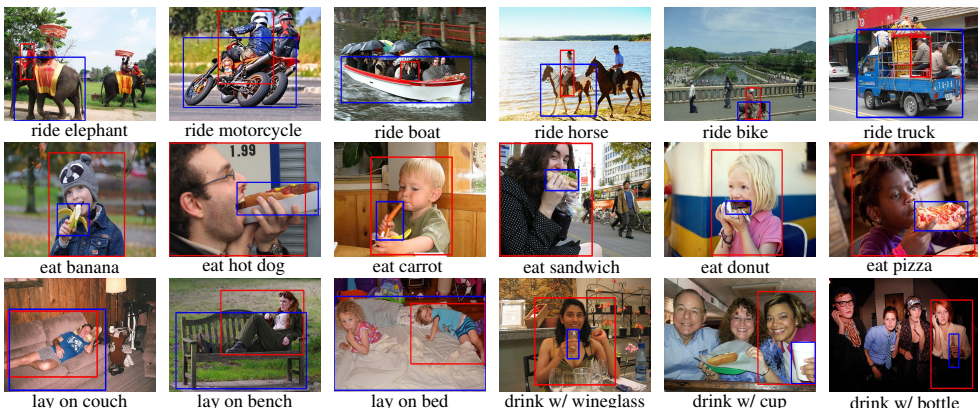 ride elephant
ride motorcycle
ride boat
ride horse
ride bike
ride truck
1.99
eat banana
eat hot dog
eat carrot
eat sandwich
eat donut
eat pizza
lay on couch
lay on bench
lay on bed
drink w/ wineglass
drink w/ cup
drink w/ bottle